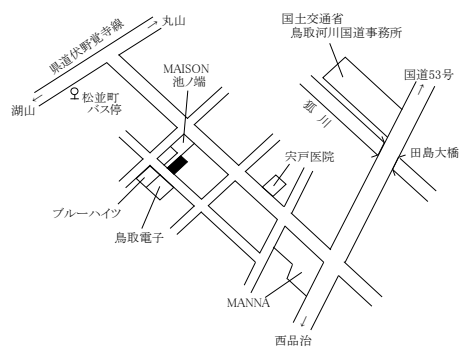 県道伏野覚寺線
丸山
湖山
松並町
バス停
MAISON
池ノ端
国土交通省
鳥取河川国道事務所
国道53号
狐川
田島大橋
宍戸医院
ブルーハイツ
鳥取電子
MANNA
西品治